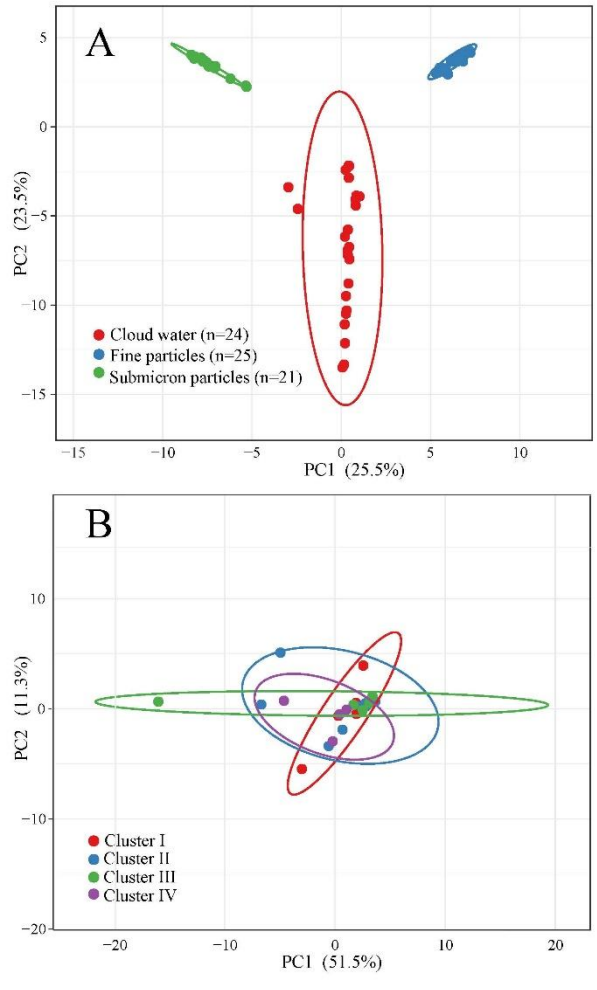 A
5
0
−5
−10
−15
PC2 (23.5%)
Cloud water (n=24)
Fine particles (n=25)
Submicron particles (n=21)
−15 −10 −5 0 5 10
PC1 (25.5%)
B
10
0
−10
−20
PC2 (11.3%)
Cluster I
Cluster II
Cluster III
Cluster IV
−20 −10 0 10 20
PC1 (51.5%)